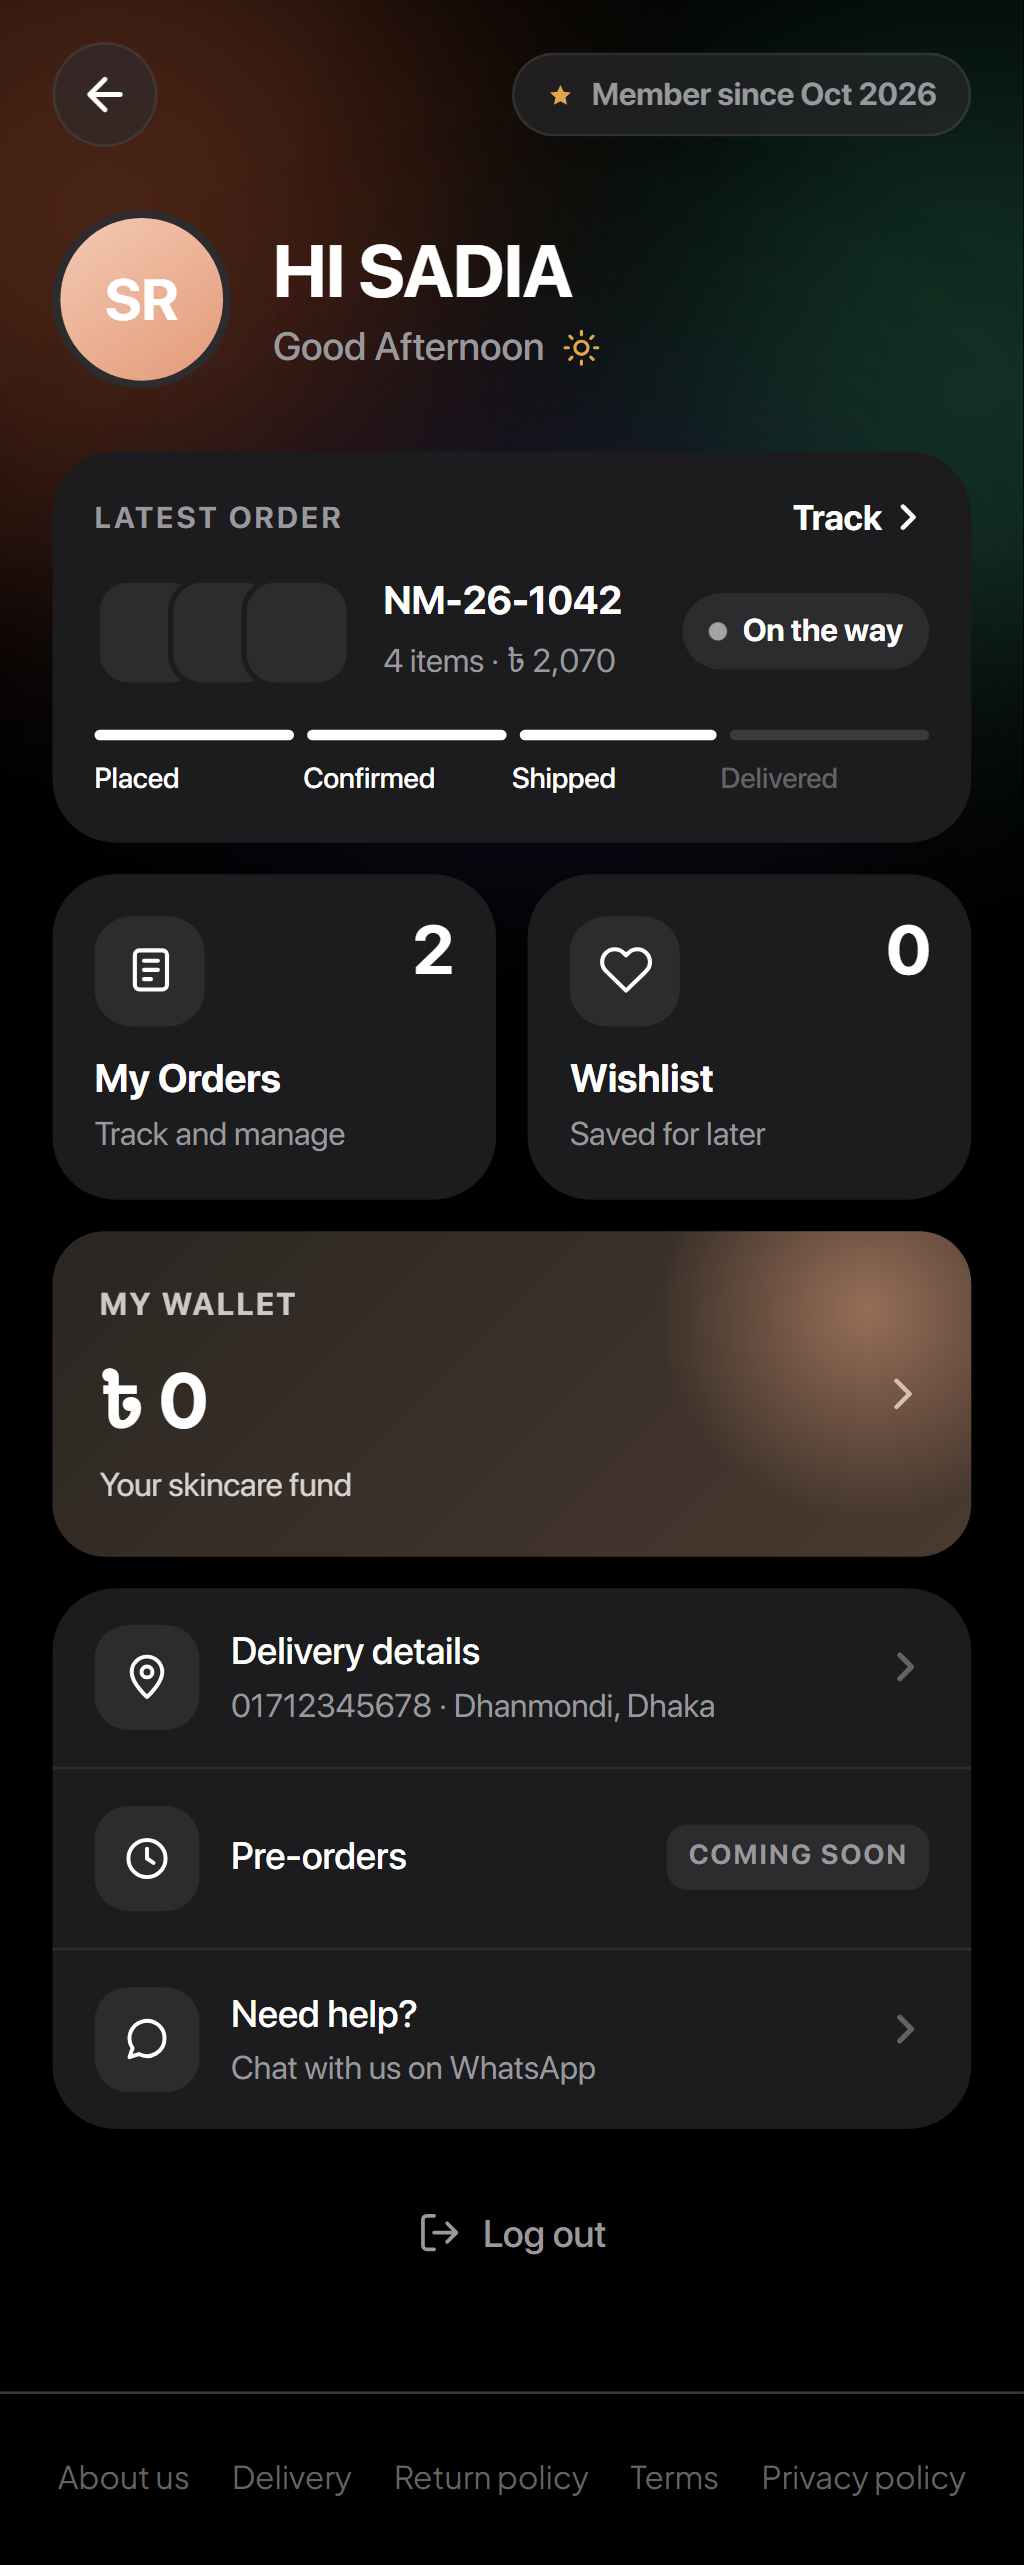 Member since Oct 2026
SR
HI SADIA
Good Afternoon
LATEST ORDER
Track
NM-26-1042
4 items · ৳ 2,070
On the way
Placed
Confirmed
Shipped
Delivered
2
0
My Orders
Wishlist
Track and manage
Saved for later
MY WALLET
৳ 0
Your skincare fund
Delivery details
01712345678 · Dhanmondi, Dhaka
Pre-orders
COMING SOON
Need help?
Chat with us on WhatsApp
Log out
About us
Delivery
Return policy
Terms
Privacy policy